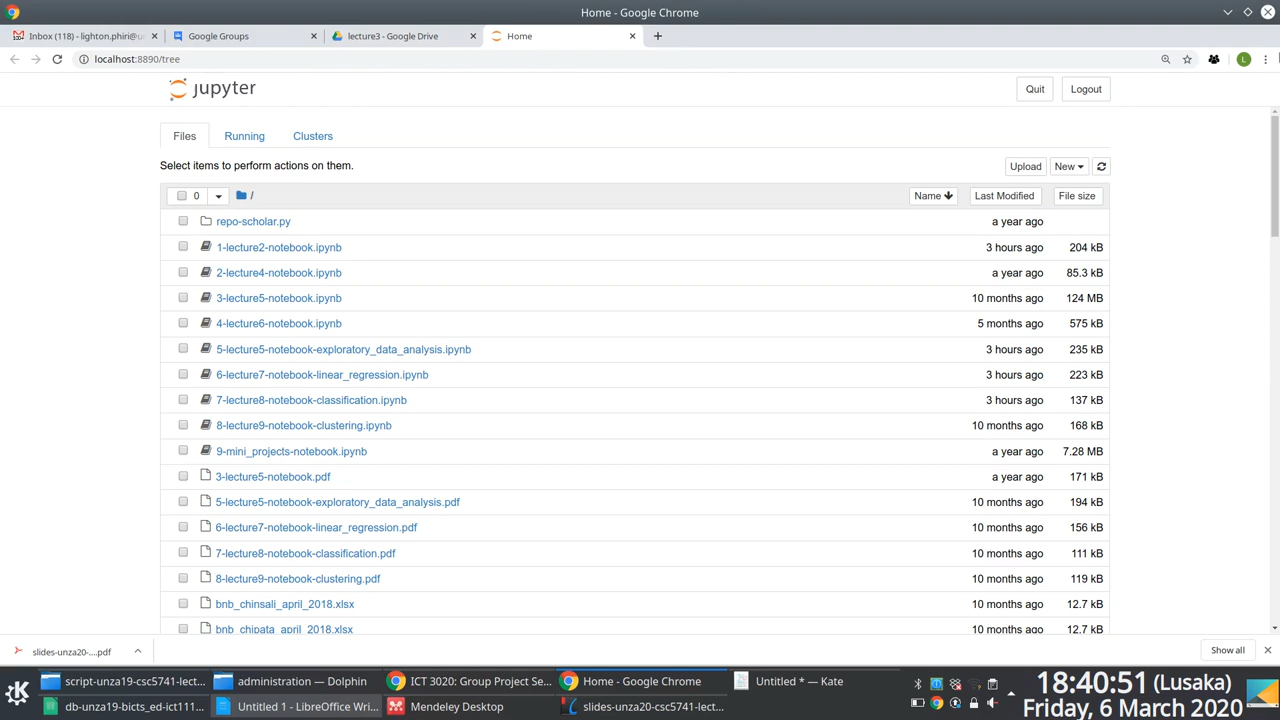 Home - Google Chrome
Inbox (118) - lighton.phiri@un
Google Groups
lecture3 - Google Drive
Home
localhost:8890/tree
L
jupyter
Quit
Logout
Files
Running
Clusters
Select items to perform actions on them.
Upload
New
0
/
Name
Last Modified
File size
repo-scholar.py
a year ago
1-lecture2-notebook.ipynb
3 hours ago
204 kB
2-lecture4-notebook.ipynb
a year ago
85.3 kB
3-lecture5-notebook.ipynb
10 months ago
124 MB
4-lecture6-notebook.ipynb
5 months ago
575 kB
5-lecture5-notebook-exploratory_data_analysis.ipynb
3 hours ago
235 kB
6-lecture7-notebook-linear_regression.ipynb
3 hours ago
223 kB
7-lecture8-notebook-classification.ipynb
3 hours ago
137 kB
8-lecture9-notebook-clustering.ipynb
10 months ago
168 kB
9-mini_projects-notebook.ipynb
a year ago
7.28 MB
3-lecture5-notebook.pdf
a year ago
171 kB
5-lecture5-notebook-exploratory_data_analysis.pdf
10 months ago
194 kB
6-lecture7-notebook-linear_regression.pdf
10 months ago
156 kB
7-lecture8-notebook-classification.pdf
10 months ago
111 kB
8-lecture9-notebook-clustering.pdf
10 months ago
119 kB
bnb_chinsali_april_2018.xlsx
10 months ago
12.7 kB
bnb_chipata_april_2018.xlsx
10 months ago
12.7 kB
slides-unza20-....pdf
Show all
script-unza19-csc5741-lect...
administration — Dolphin
ICT 3020: Group Project Se...
Home - Google Chrome
Untitled * — Kate
db-unza19-bicts_ed-ict111...
Untitled 1 - LibreOffice Wri...
Mendeley Desktop
slides-unza20-csc5741-lect...
18:40:51 (Lusaka)
Friday, 6 March 2020